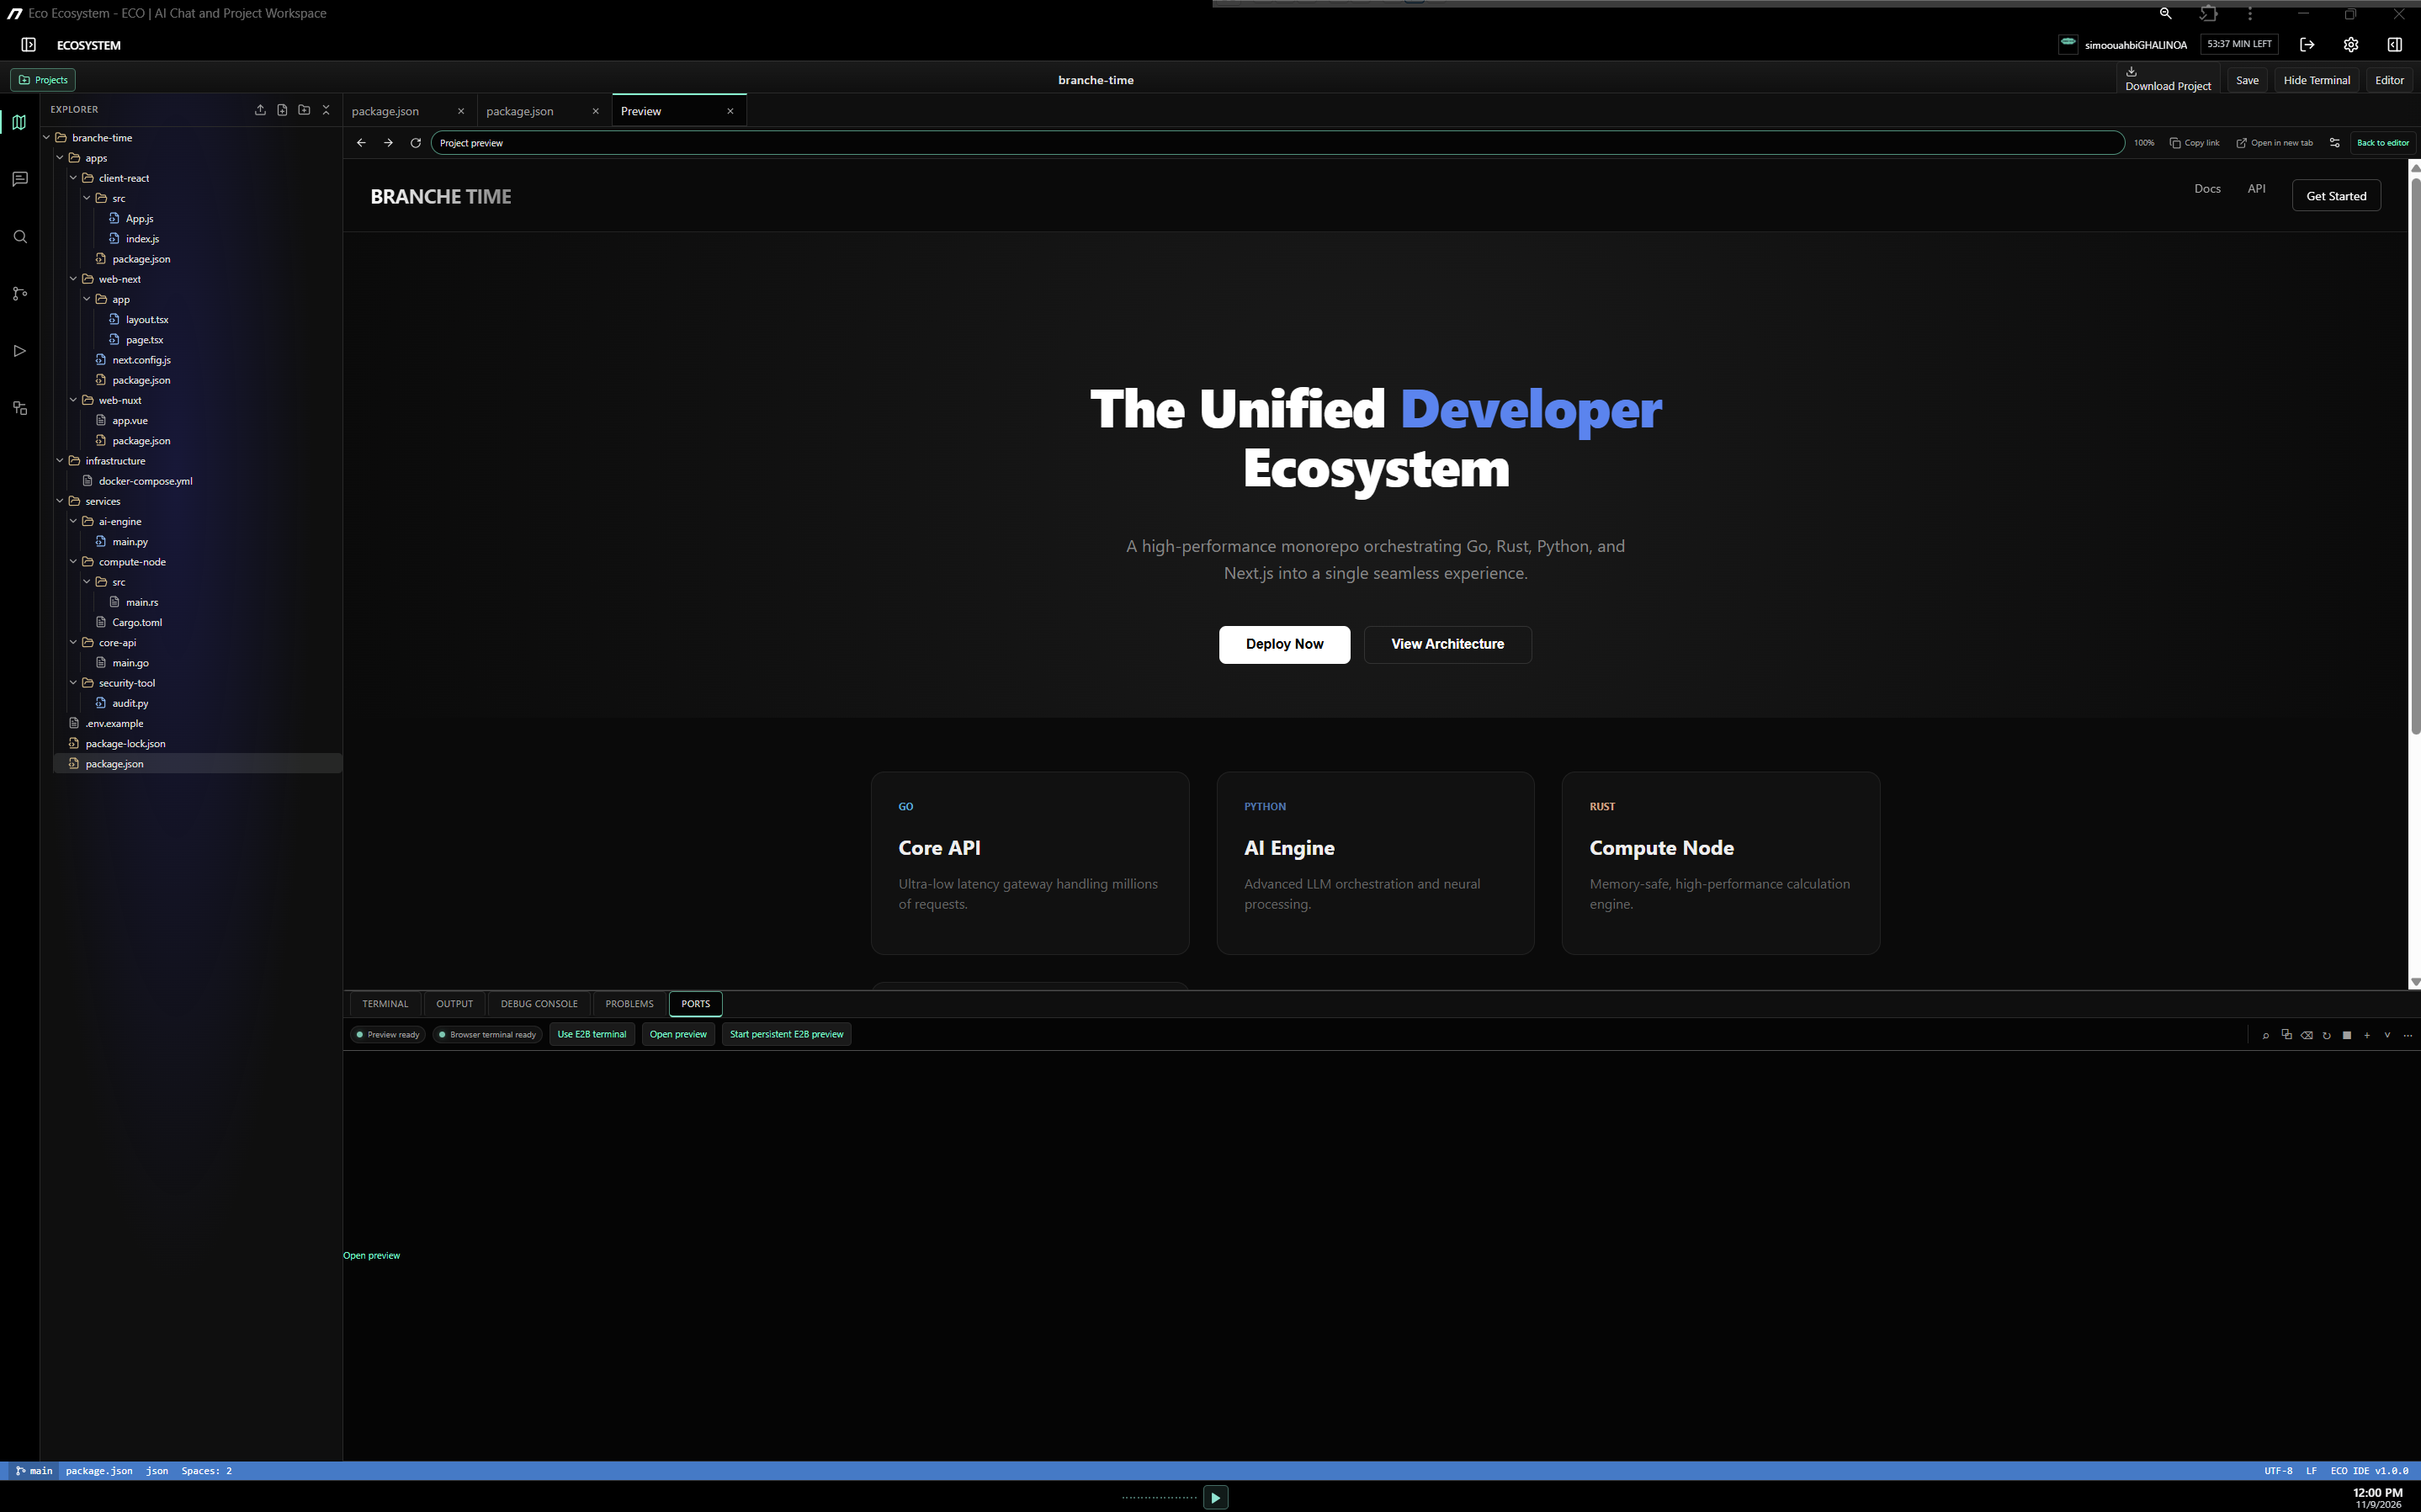 Eco Ecosystem - ECO | AI Chat and Project Workspace
ECOSYSTEM
simoouahbiGHALINOA
53:37 MIN LEFT
Projects
branche-time
Download Project
Save
Hide Terminal
Editor
EXPLORER
package.json
package.json
Preview
Project preview
100%
Copy link
Open in new tab
Back to editor
branche-time
apps
client-react
src
App.js
index.js
package.json
web-next
app
layout.tsx
page.tsx
next.config.js
package.json
web-nuxt
app.vue
package.json
infrastructure
docker-compose.yml
services
ai-engine
main.py
compute-node
src
main.rs
Cargo.toml
core-api
main.go
security-tool
audit.py
.env.example
package-lock.json
package.json
BRANCHE TIME
Docs
API
Get Started
The Unified Developer
Ecosystem
A high-performance monorepo orchestrating Go, Rust, Python, and
Next.js into a single seamless experience.
Deploy Now
View Architecture
GO
Core API
Ultra-low latency gateway handling millions
of requests.
PYTHON
AI Engine
Advanced LLM orchestration and neural
processing.
RUST
Compute Node
Memory-safe, high-performance calculation
engine.
TERMINAL
OUTPUT
DEBUG CONSOLE
PROBLEMS
PORTS
Preview ready
Browser terminal ready
Use E2B terminal
Open preview
Start persistent E2B preview
Open preview
main
package.json
json
Spaces: 2
UTF-8
LF
ECO IDE v1.0.0
12:00 PM
11/9/2026